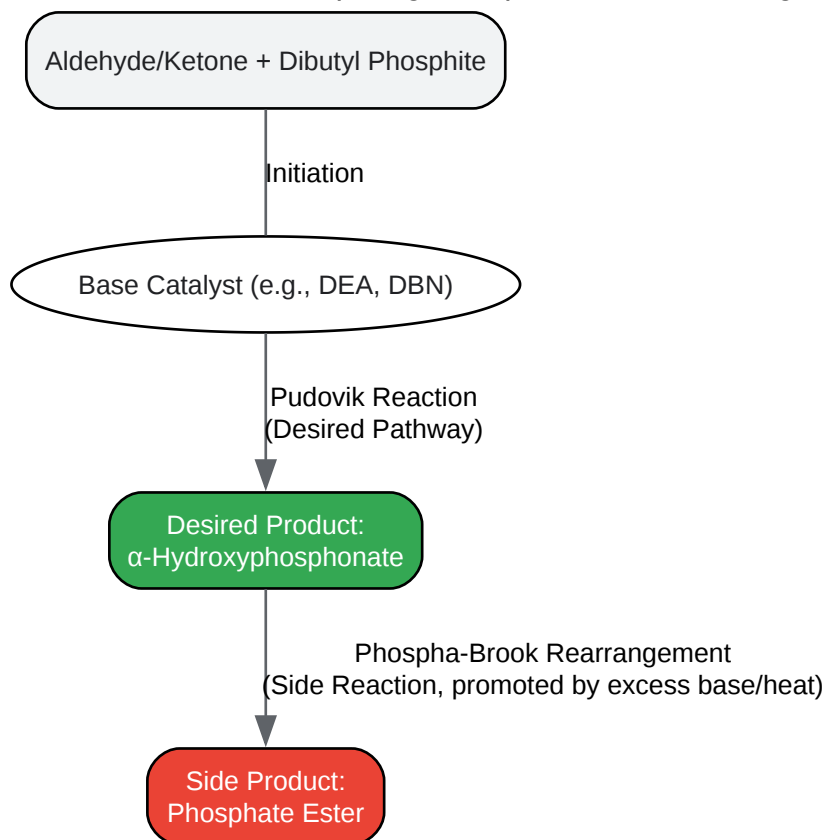 Aldehyde/Ketone + Dibutyl Phosphite
Initiation
Base Catalyst (e.g., DEA, DBN)
Pudovik Reaction
(Desired Pathway)
Desired Product:
α-Hydroxyphosphonate
Phospha-Brook Rearrangement
(Side Reaction, promoted by excess base/heat)
Side Product:
Phosphate Ester